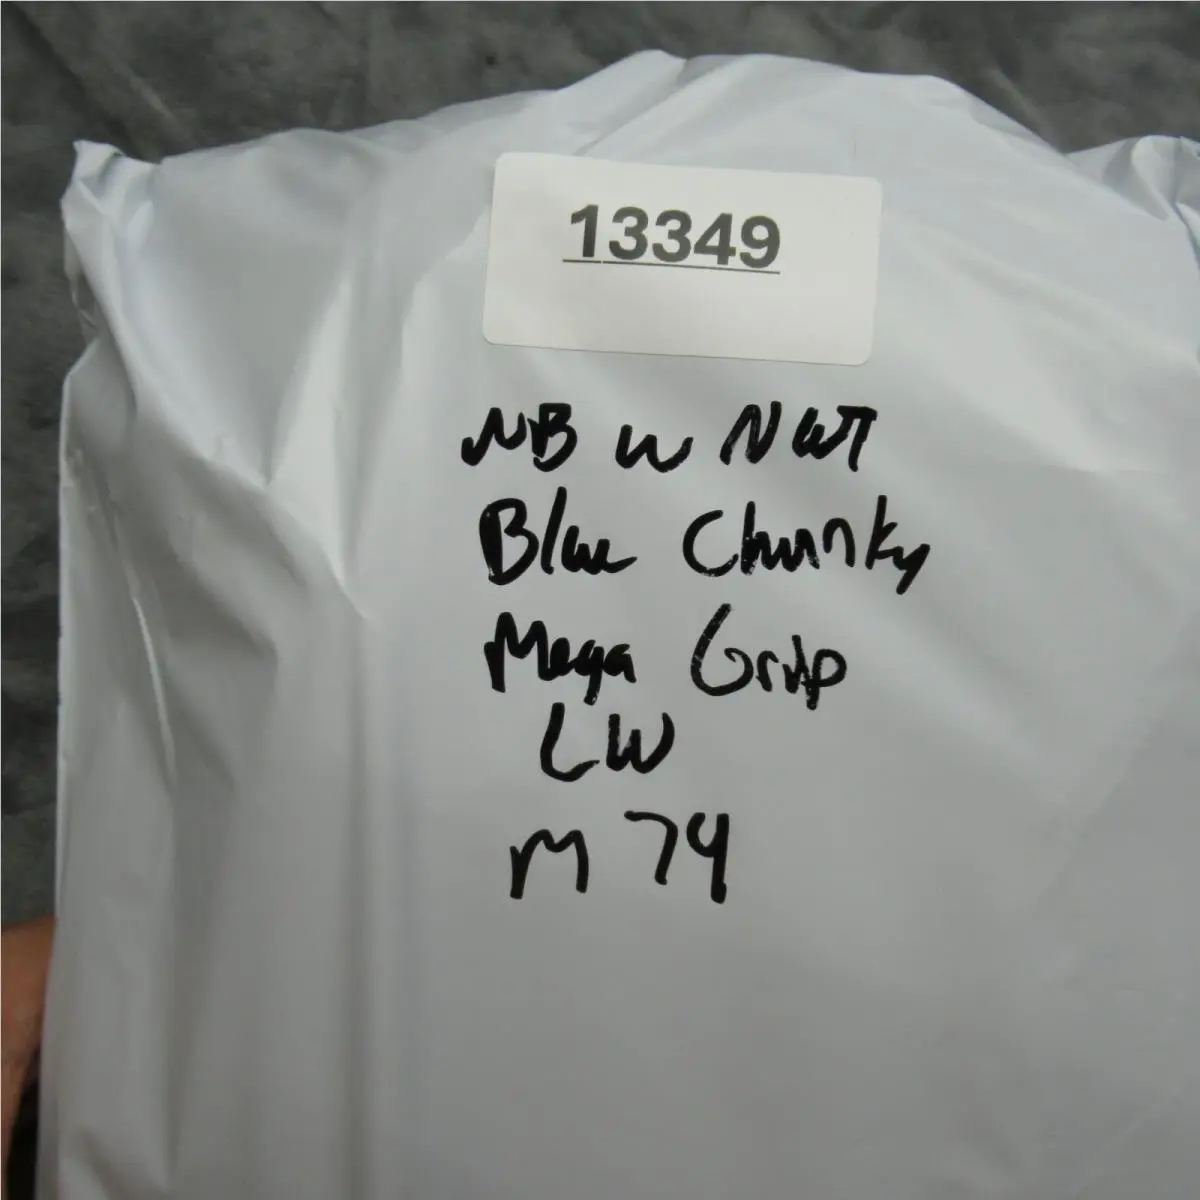 13349
NB W NWT
Blue Chunky
Mega Grip
LW
M 74